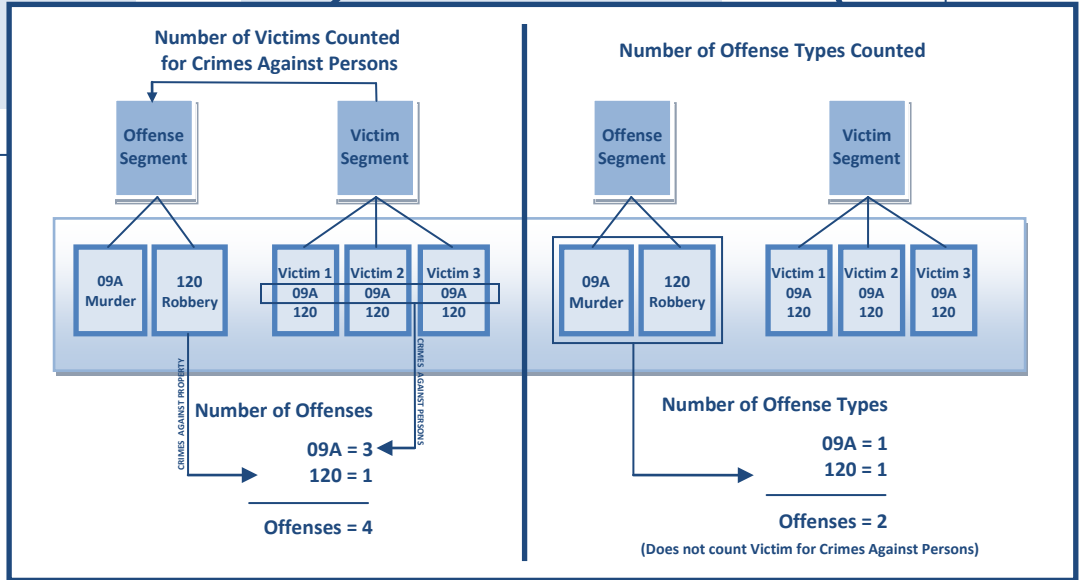 Number of Victims Counted
for Crimes Against Persons
Offense
Segment
Victim
Segment
09A
Murder
120
Robbery
Victim 1
09A
120
Victim 2
09A
120
Victim 3
09A
120
CRIMES AGAINST PROPERTY
CRIMES AGAINST PERSONS
Number of Offenses
09A = 3
120 = 1
Offenses = 4
Number of Offense Types Counted
Offense
Segment
Victim
Segment
09A
Murder
120
Robbery
Victim 1
09A
120
Victim 2
09A
120
Victim 3
09A
120
Number of Offense Types
09A = 1
120 = 1
Offenses = 2
(Does not count Victim for Crimes Against Persons)